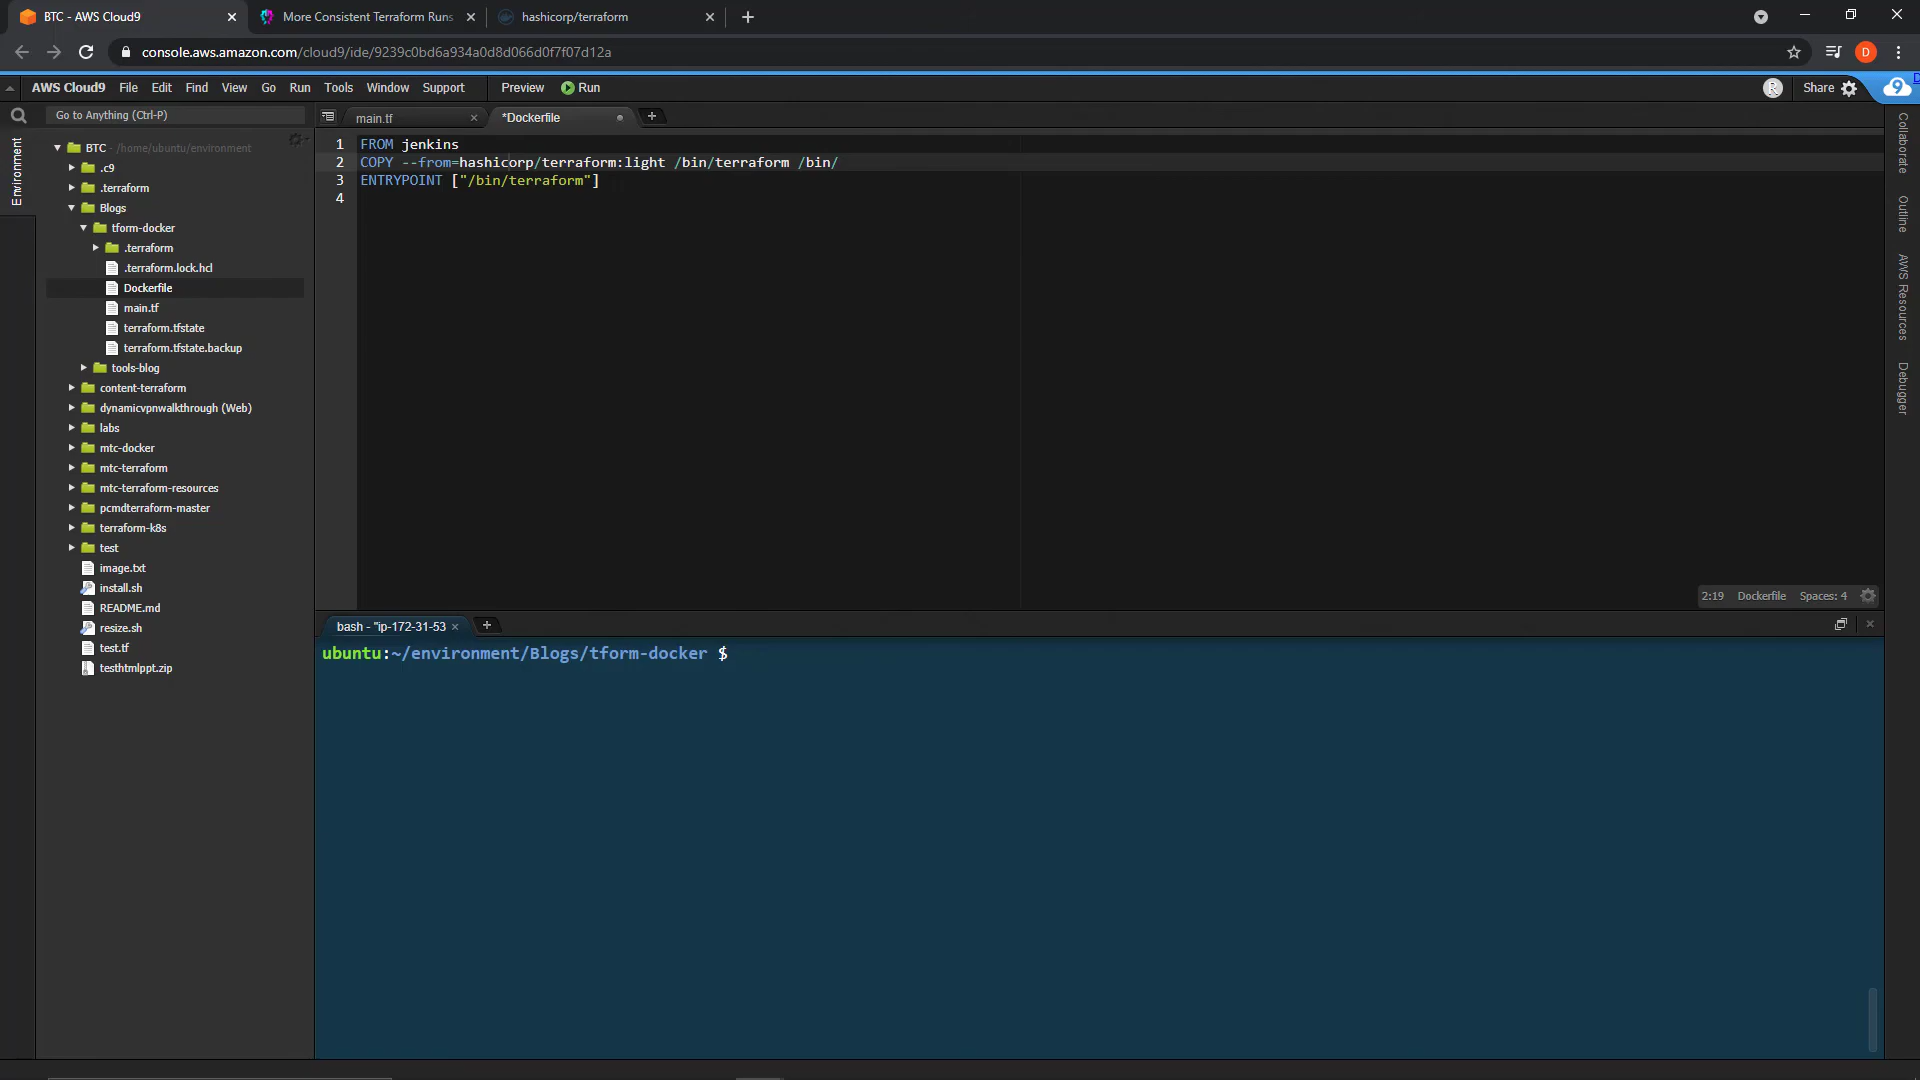 BTC - AWS Cloud9
More Consistent Terraform Runs
hashicorp/terraform
console.aws.amazon.com/cloud9/ide/9239c0bd6a934a0d8d066d0f7f07d12a
D
AWS Cloud9 File Edit Find View Go Run Tools Window Support Preview Run
R Share 9
Go to Anything (Ctrl-P)
main.tf
*Dockerfile
Environment
BTC - /home/ubuntu/environment
.c9
.terraform
Blogs
tform-docker
.terraform
.terraform.lock.hcl
Dockerfile
main.tf
terraform.tfstate
terraform.tfstate.backup
tools-blog
content-terraform
dynamicvpnwalkthrough (Web)
labs
mtc-docker
mtc-terraform
mtc-terraform-resources
pcmdterraform-master
terraform-k8s
test
image.txt
install.sh
README.md
resize.sh
test.tf
testhtmlppt.zip
1 FROM jenkins
2 COPY --from=hashicorp/terraform:light /bin/terraform /bin/
3 ENTRYPOINT ["/bin/terraform"]
4
2:19 Dockerfile Spaces: 4
Collaborate
Outline
AWS Resources
Debugger
bash - "ip-172-31-53
ubuntu:~/environment/Blogs/tform-docker $